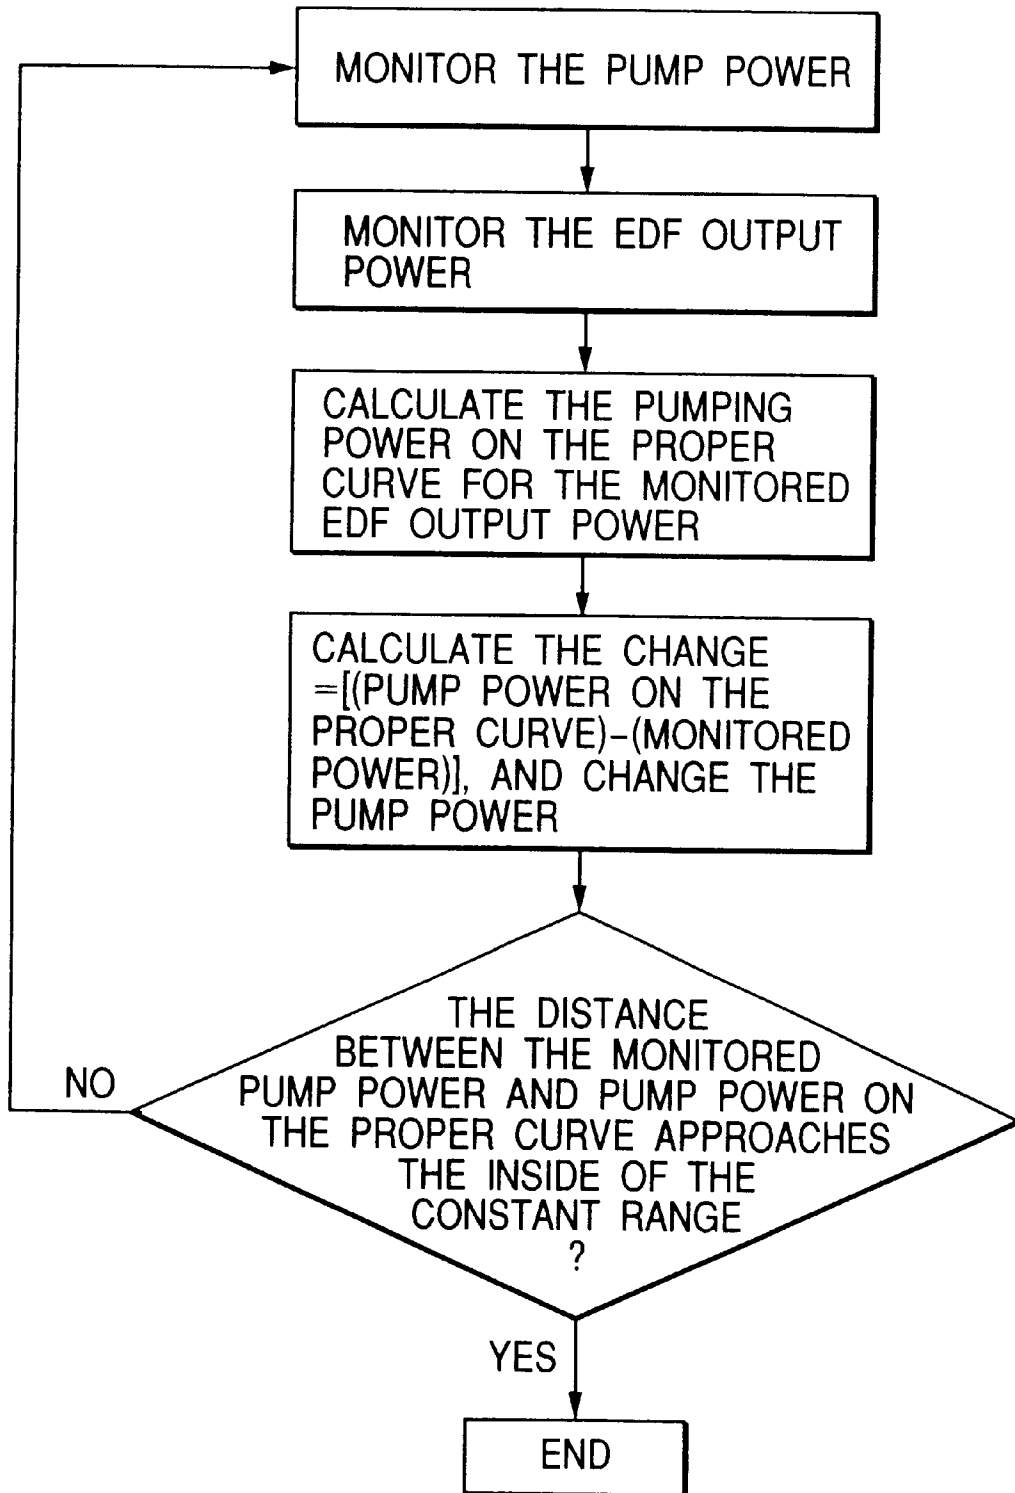 MONITOR THE PUMP POWER
MONITOR THE EDF OUTPUT
POWER
CALCULATE THE PUMPING
POWER ON THE PROPER
CURVE FOR THE MONITORED
EDF OUTPUT POWER
CALCULATE THE CHANGE
=[(PUMP POWER ON THE
PROPER CURVE)-(MONITORED
POWER)], AND CHANGE THE
PUMP POWER
THE DISTANCE
BETWEEN THE MONITORED
PUMP POWER AND PUMP POWER ON
THE PROPER CURVE APPROACHES
THE INSIDE OF THE
CONSTANT RANGE
?
NO
YES
END